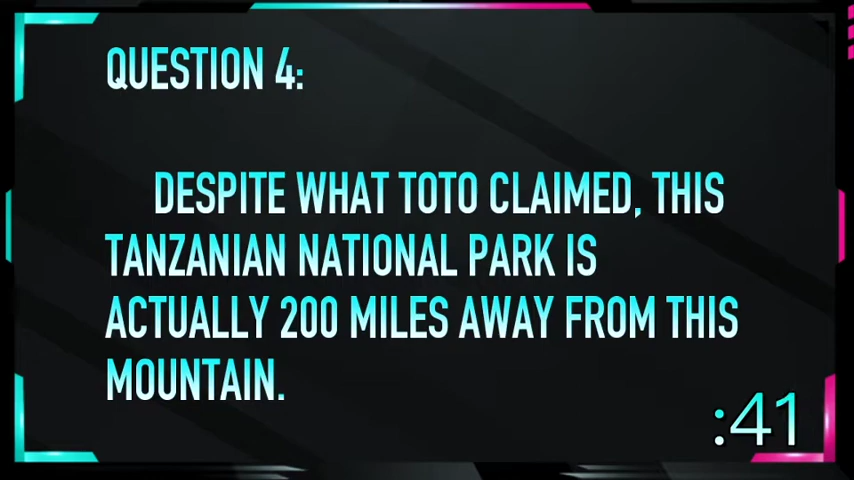 QUESTION 4:
DESPITE WHAT TOTO CLAIMED, THIS
TANZANIAN NATIONAL PARK IS
ACTUALLY 200 MILES AWAY FROM THIS
MOUNTAIN.
:41